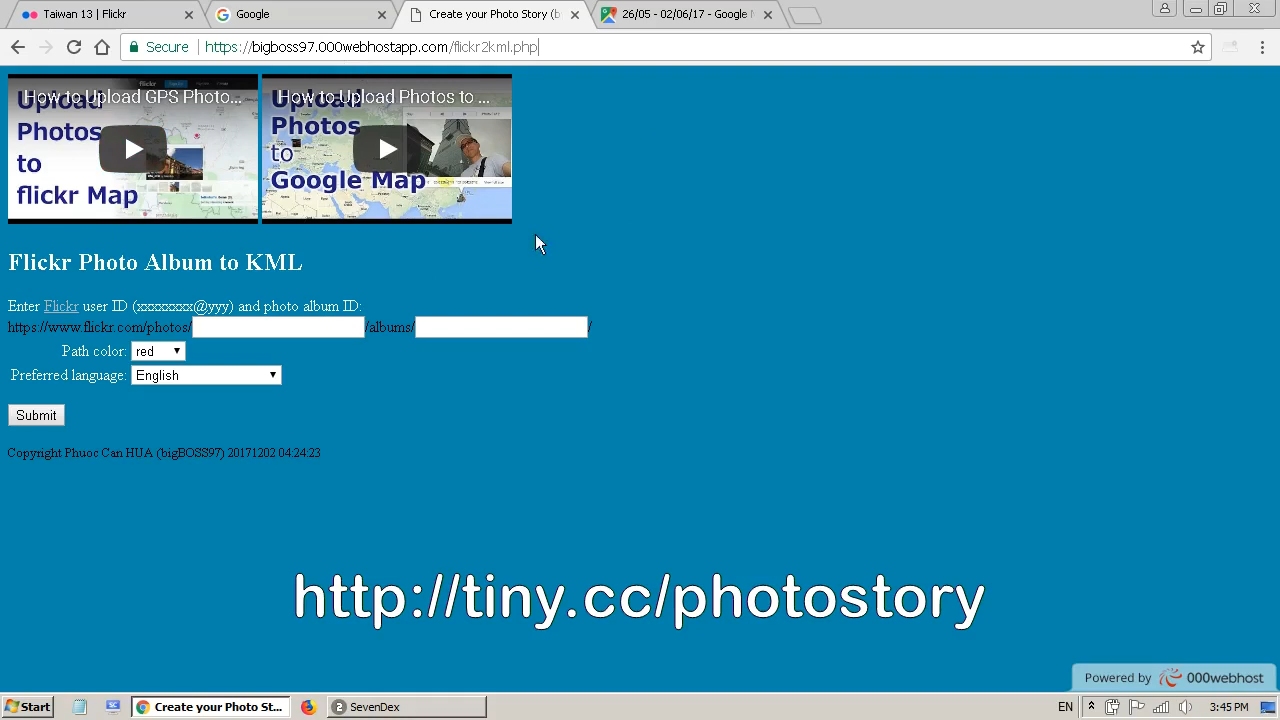 Taiwan 13 | Flickr
Google
Create your Photo Story (b
26/05 - 02/06/17 - Google M
Secure
https://bigboss97.000webhostapp.com/flickr2kml.php
How to Upload GPS Photo...
Upload
Photos
to
flickr Map
How to Upload Photos to ...
Upload
Photos
to
Google Map
Flickr Photo Album to KML
Enter Flickr user ID (xxxxxxx@yyy) and photo album ID:
https://www.flickr.com/photos/ /albums/ /
Path color: red
Preferred language: English
Submit
Copyright Phuoc Can HUA (bigBOSS97) 20171202 04:24:23
http://tiny.cc/photostory
Powered by 000webhost
Start
Create your Photo St...
SevenDex
EN
3:45 PM